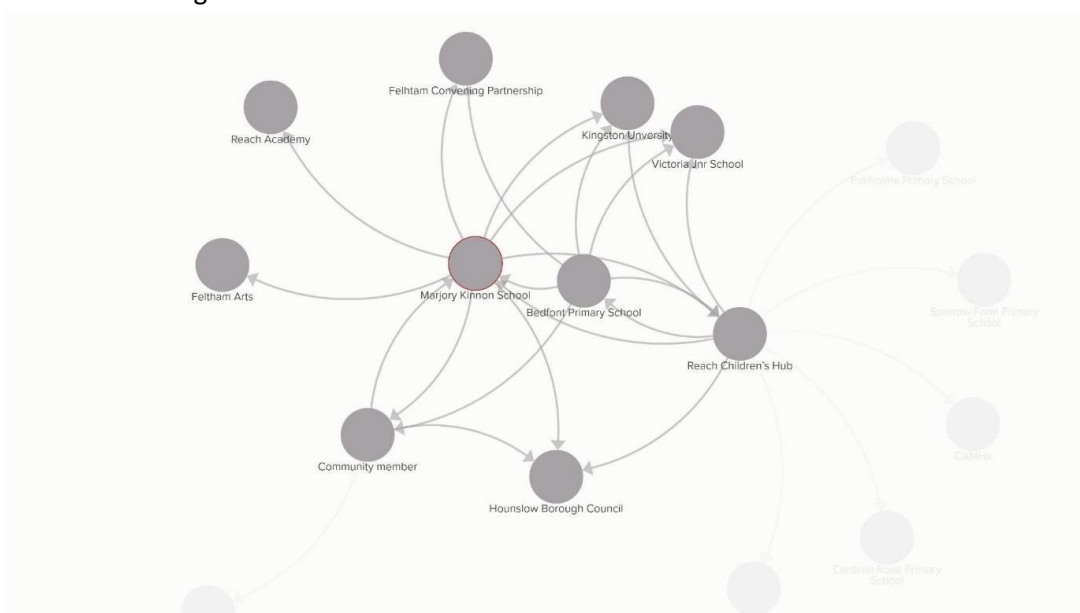 Felhtam Convening Partnership
Reach Academy
Kingston Unversity
Victoria Jnr School
Fairholme Primary School
Feltham Arts
Marjory Kinnon School
Bedfont Primary School
Sparrow Farm Primary
School
Reach Children's Hub
Community member
CAMHs
Hounslow Borough Council
Cardinal Road Primary
School